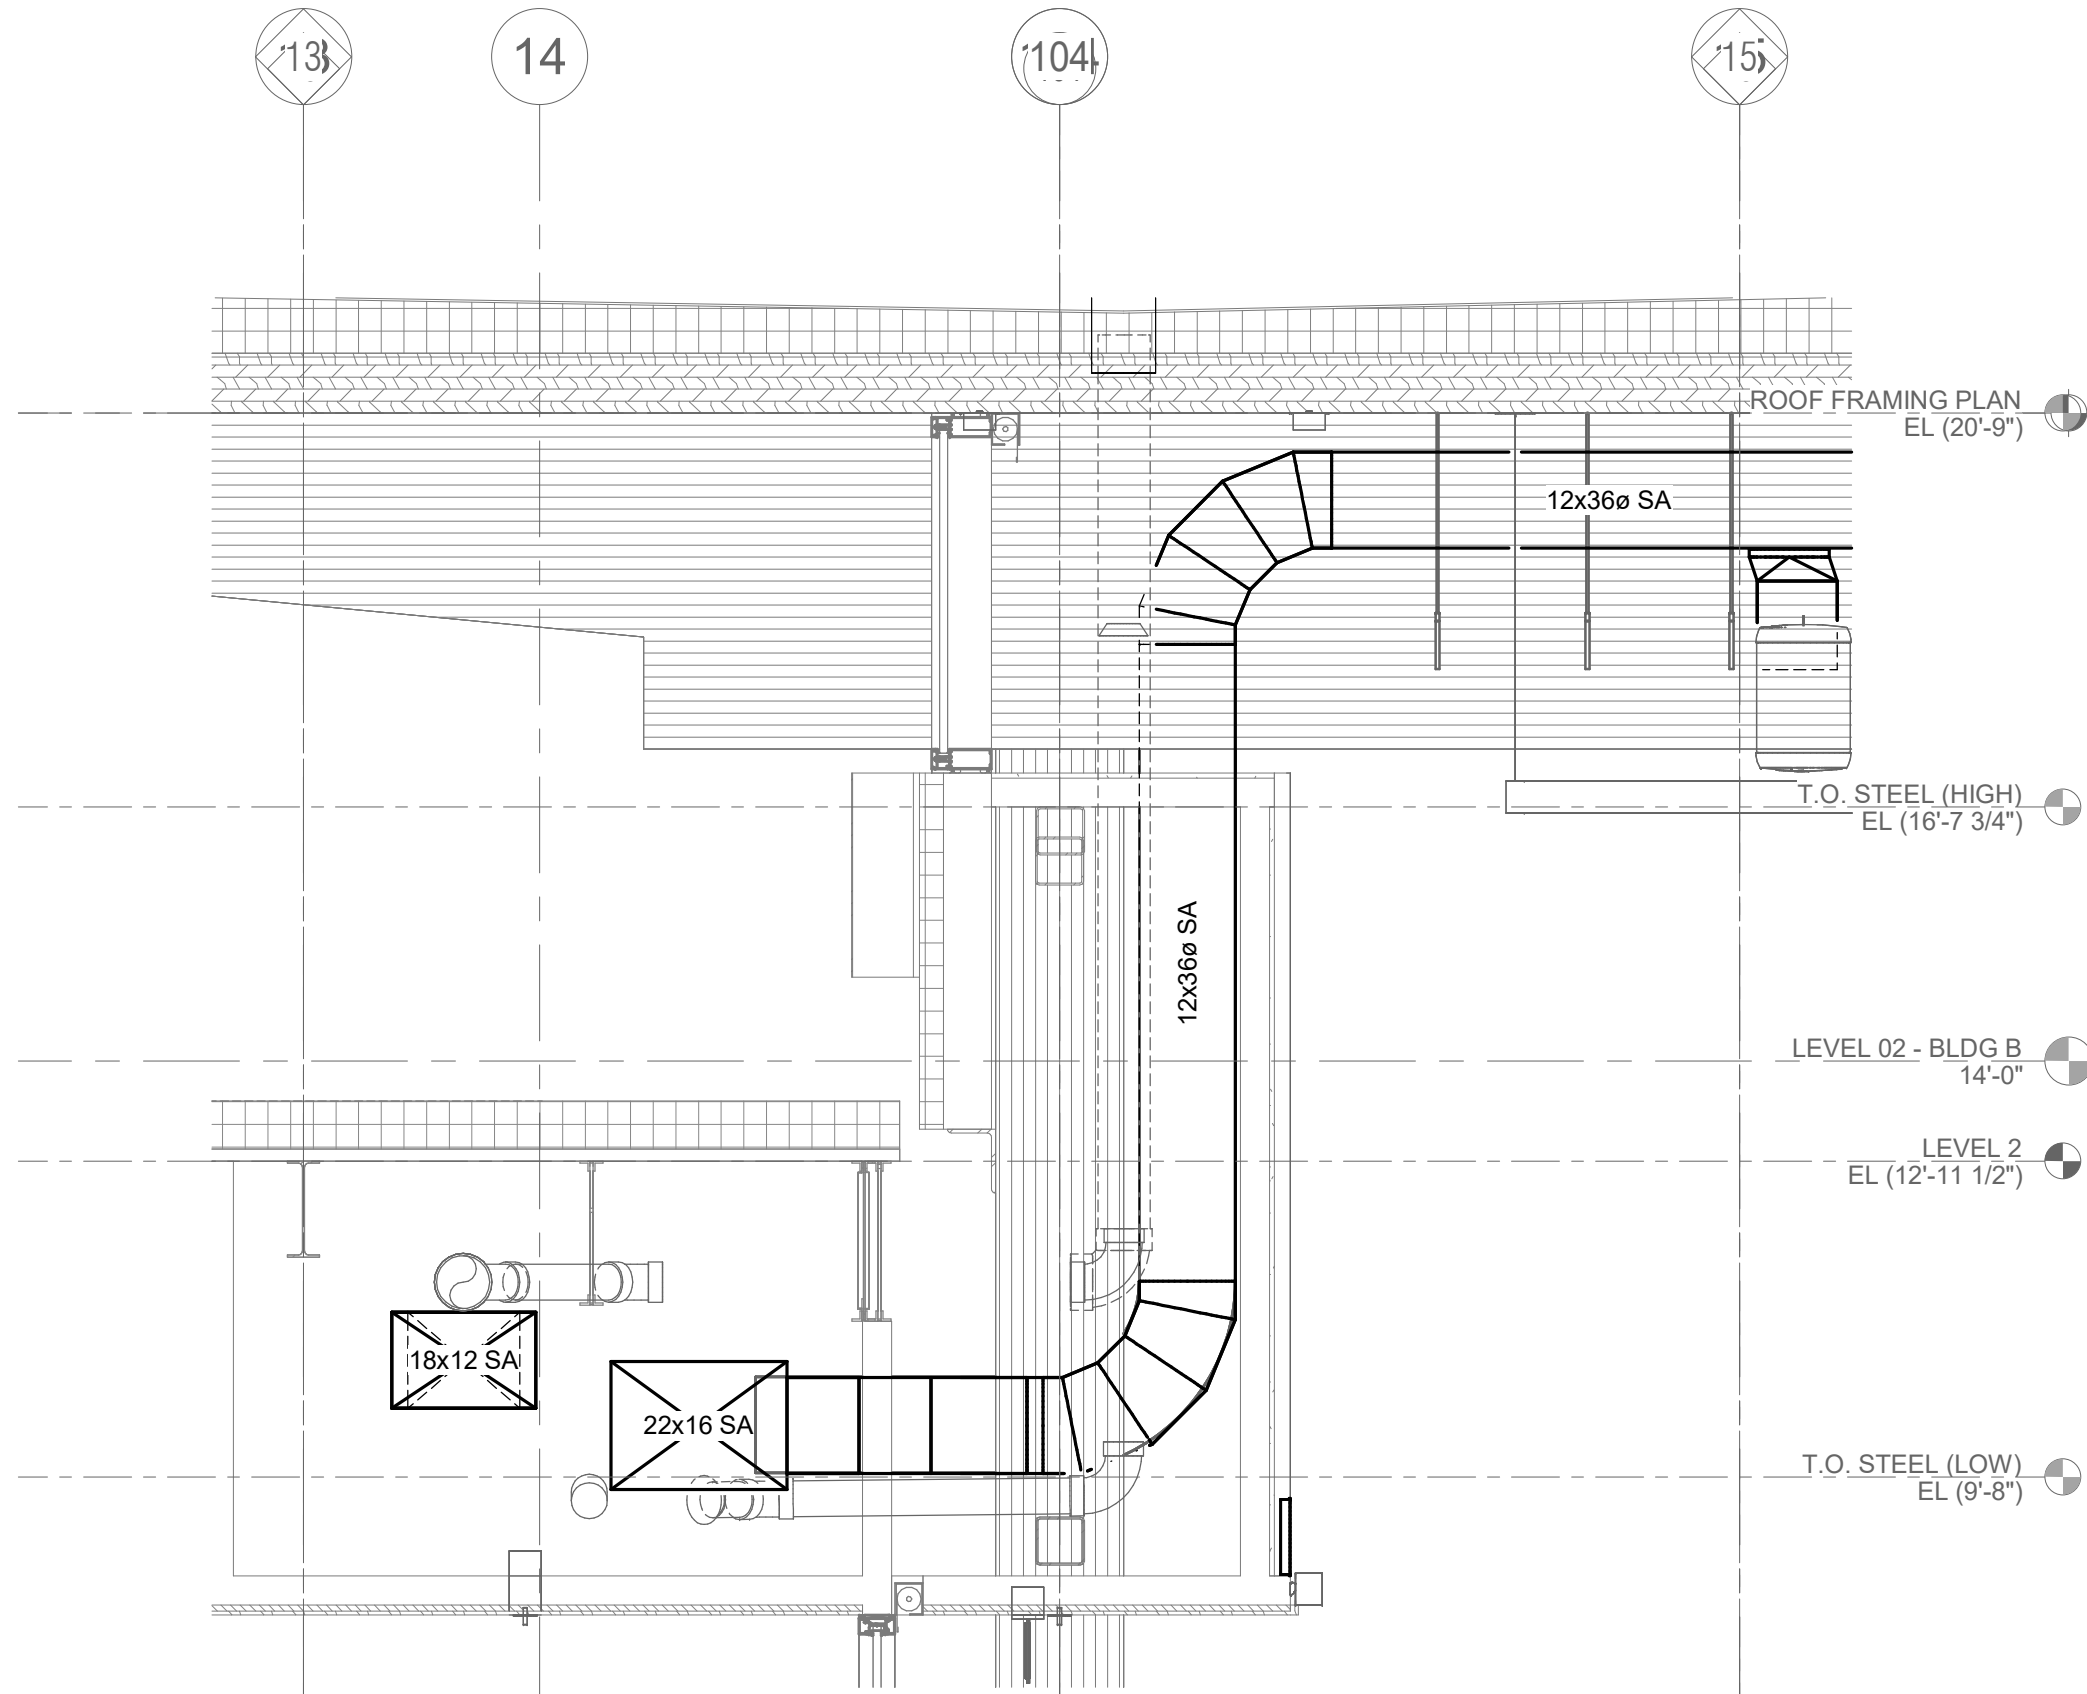 13
14
104
15
ROOF FRAMING PLAN
EL (20'-9")
12x36ø SA
T.O. STEEL (HIGH)
EL (16'-7 3/4")
12x36ø SA
LEVEL 02 - BLDG B
14'-0"
LEVEL 2
EL (12'-11 1/2")
18x12 SA
22x16 SA
T.O. STEEL (LOW)
EL (9'-8")